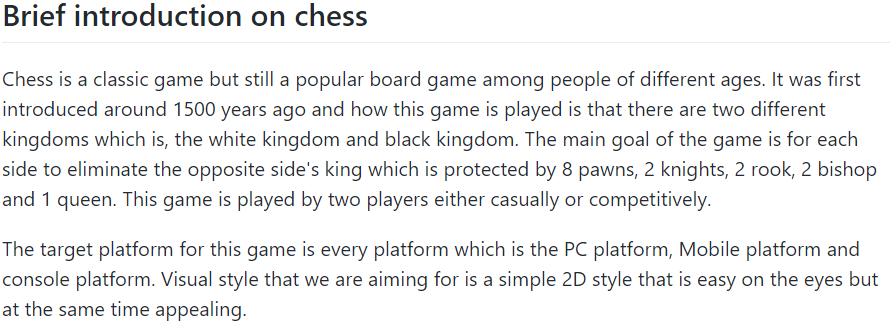 Brief introduction on chess
Chess is a classic game but still a popular board game among people of different ages. It was first
introduced around 1500 years ago and how this game is played is that there are two different
kingdoms which is, the white kingdom and black kingdom. The main goal of the game is for each
side to eliminate the opposite side's king which is protected by 8 pawns, 2 knights, 2 rook, 2 bishop
and 1 queen. This game is played by two players either casually or competitively.
The target platform for this game is every platform which is the PC platform, Mobile platform and
console platform. Visual style that we are aiming for is a simple 2D style that is easy on the eyes but
at the same time appealing.